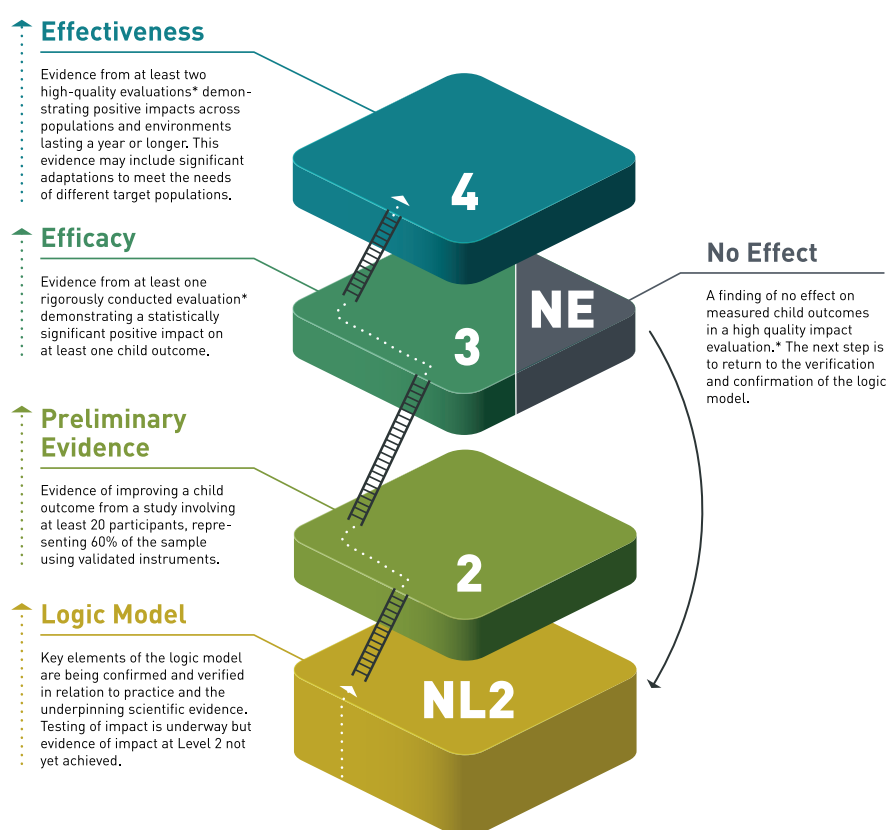 Effectiveness
Evidence from at least two
high-quality evaluations* demon-
strating positive impacts across
populations and environments
lasting a year or longer. This
evidence may include significant
adaptations to meet the needs
of different target populations.
4
Efficacy
Evidence from at least one
rigorously conducted evaluation*
demonstrating a statistically
significant positive impact on
at least one child outcome.
3
NE
No Effect
A finding of no effect on
measured child outcomes
in a high quality impact
evaluation.* The next step is
to return to the verification
and confirmation of the logic
model.
Preliminary
Evidence
Evidence of improving a child
outcome from a study involving
at least 20 participants, repre-
senting 60% of the sample
using validated instruments.
2
Logic Model
Key elements of the logic model
are being confirmed and verified
in relation to practice and the
underpinning scientific evidence.
Testing of impact is underway but
evidence of impact at Level 2 not
yet achieved.
NL2